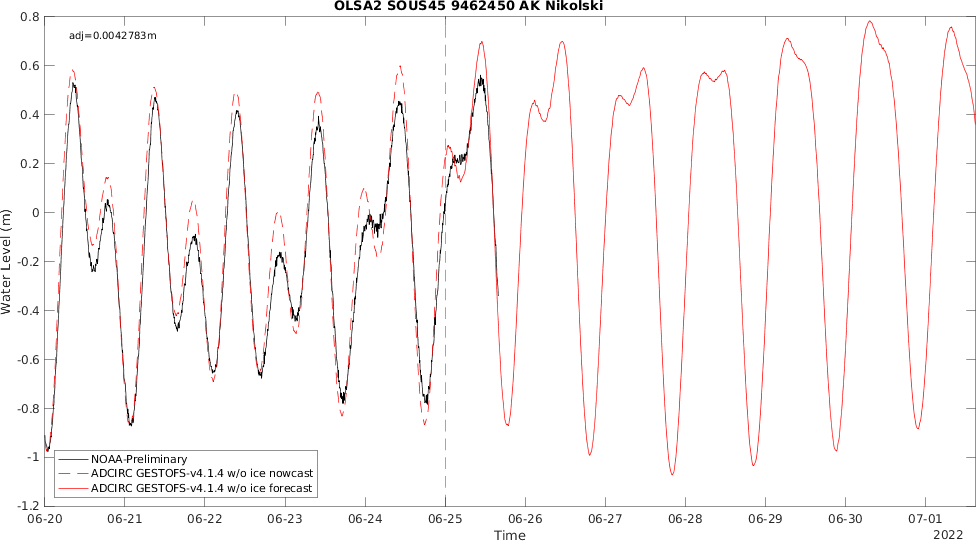 OLSA2 SOUS45 9462450 AK Nikolski
adj=0.0042783m
Water Level (m)
0.8
0.6
0.4
0.2
0
-0.2
-0.4
-0.6
-0.8
-1
-1.2
NOAA-Preliminary
ADCIRC GESTOFS-v4.1.4 w/o ice nowcast
ADCIRC GESTOFS-v4.1.4 w/o ice forecast
06-20 06-21 06-22 06-23 06-24 06-25 06-26 06-27 06-28 06-29 06-30 07-01
Time
2022